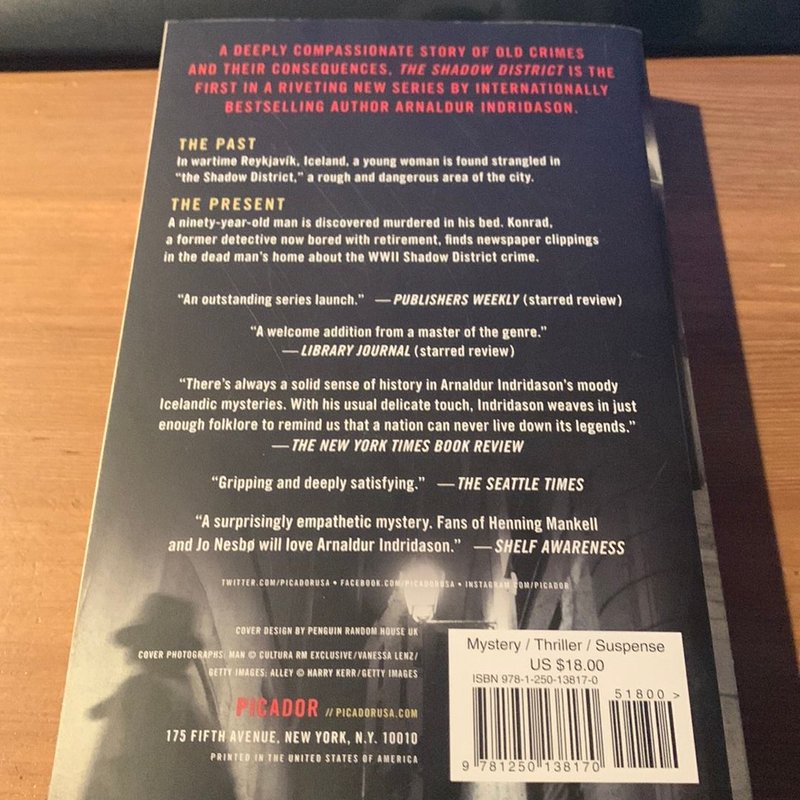 A DEEPLY COMPASSIONATE STORY OF OLD CRIMES
AND THEIR CONSEQUENCES, THE SHADOW DISTRICT IS THE
FIRST IN A RIVETING NEW SERIES BY INTERNATIONALLY
BESTSELLING AUTHOR ARNALDUR INDRIDASON.
THE PAST
In wartime Reykjavík, Iceland, a young woman is found strangled in
“the Shadow District,” a rough and dangerous area of the city.
THE PRESENT
A ninety-year-old man is discovered murdered in his bed. Konrad,
a former detective now bored with retirement, finds newspaper clippings
in the dead man’s home about the WWII Shadow District crime.
“An outstanding series launch.” —PUBLISHERS WEEKLY (starred review)
“A welcome addition from a master of the genre.”
—LIBRARY JOURNAL (starred review)
“There’s always a solid sense of history in Arnaldur Indridason’s moody
Icelandic mysteries. With his usual delicate touch, Indridason weaves in just
enough folklore to remind us that a nation can never live down its legends.”
—THE NEW YORK TIMES BOOK REVIEW
“Gripping and deeply satisfying.” —THE SEATTLE TIMES
“A surprisingly empathetic mystery. Fans of Henning Mankell
and Jo Nesbø will love Arnaldur Indridason.” —SHELF AWARENESS
TWITTER.COM/PICADORUSA • FACEBOOK.COM/PICADORUSA • INSTAGRAM.COM/PICADOR
COVER DESIGN BY PENGUIN RANDOM HOUSE UK
COVER PHOTOGRAPHS: MAN © CULTURA RM EXCLUSIVE/VANESSA LENZ/
GETTY IMAGES; ALLEY © HARRY KERR/GETTY IMAGES
PICADOR // PICADORUSA.COM
175 FIFTH AVENUE, NEW YORK, N.Y. 10010
PRINTED IN THE UNITED STATES OF AMERICA
Mystery / Thriller / Suspense
US $18.00
ISBN 978-1-250-13817-0
51800 >
9 781250 138170